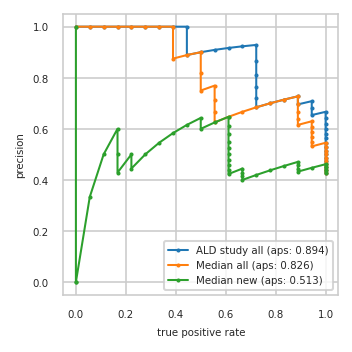 1.0
0.8
0.6
0.4
0.2
0.0
precision
0.0 0.2 0.4 0.6 0.8 1.0
true positive rate
ALD study all (aps: 0.894)
Median all (aps: 0.826)
Median new (aps: 0.513)